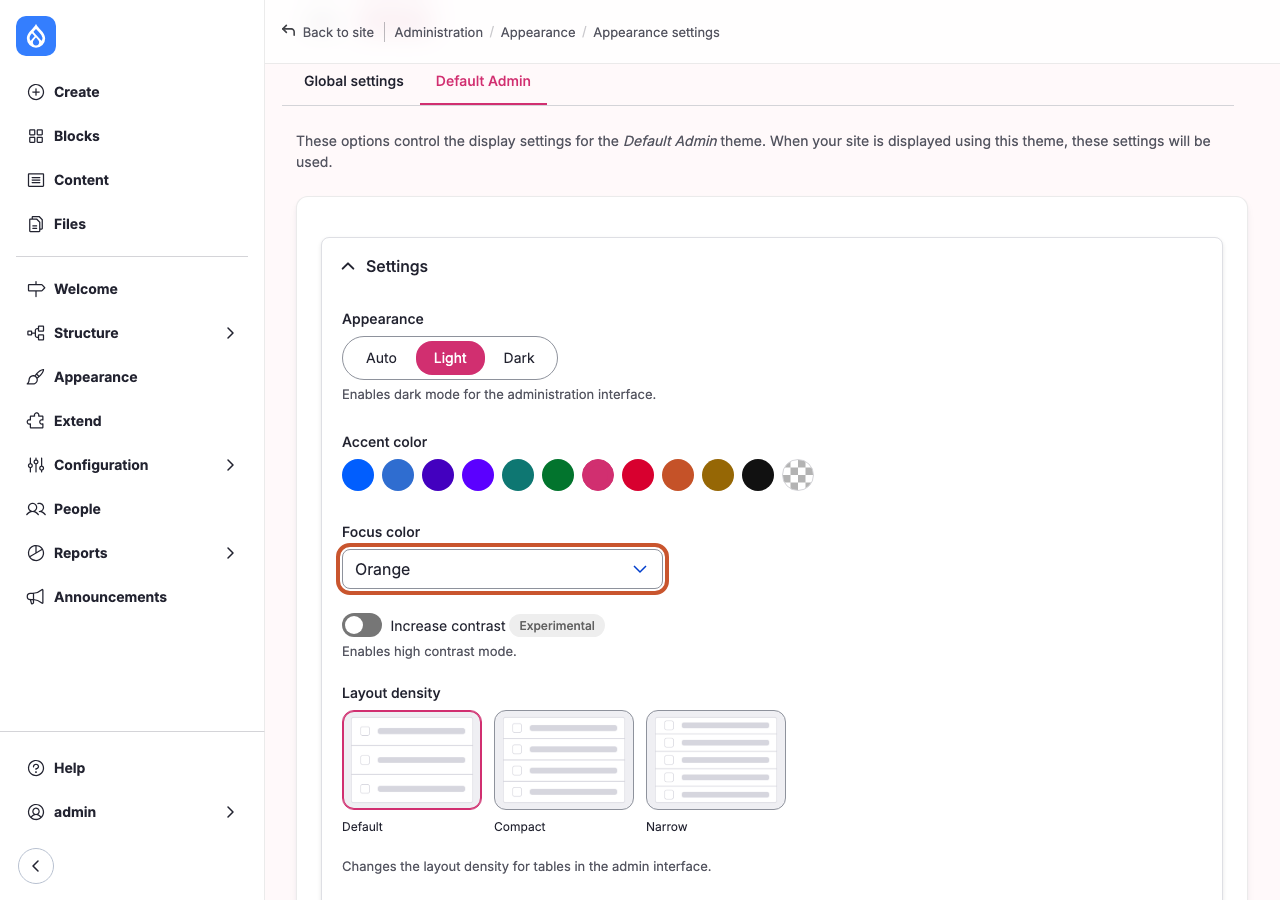 Create
Blocks
Content
Files
Welcome
Structure
Appearance
Extend
Configuration
People
Reports
Announcements
Help
admin
Back to site
Administration / Appearance / Appearance settings
Global settings
Default Admin
These options control the display settings for the Default Admin theme. When your site is displayed using this theme, these settings will be
used.
Settings
Appearance
Auto Light Dark
Enables dark mode for the administration interface.
Accent color
Focus color
Orange
Increase contrast Experimental
Enables high contrast mode.
Layout density
Default Compact Narrow
Changes the layout density for tables in the admin interface.